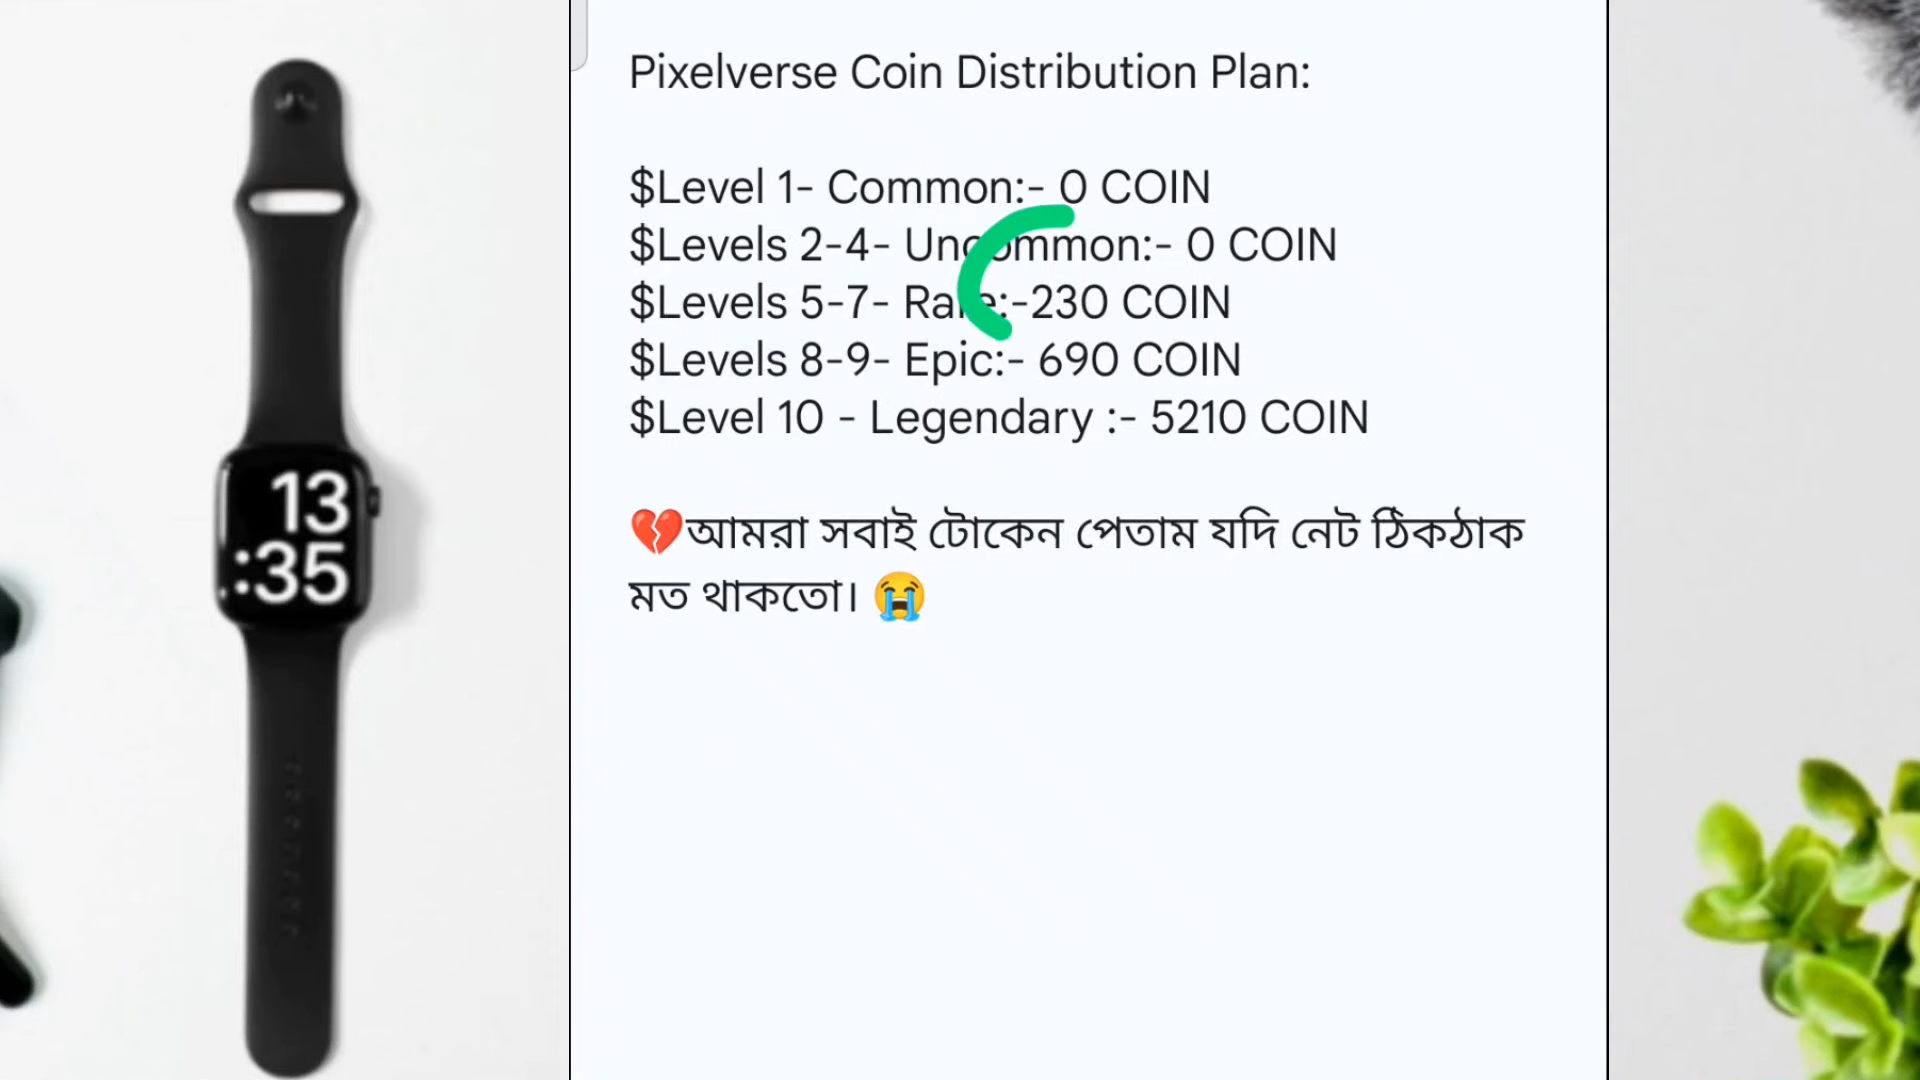 Pixelverse Coin Distribution Plan:
$Level 1- Common:- 0 COIN
$Levels 2-4- Uncommon:- 0 COIN
$Levels 5-7- Rare:-230 COIN
$Levels 8-9- Epic:- 690 COIN
$Level 10 - Legendary :- 5210 COIN
💔আমরা সবাই টোকেন পেতাম যদি নেট ঠিকঠাক
মত থাকতো। 😭
13
:35